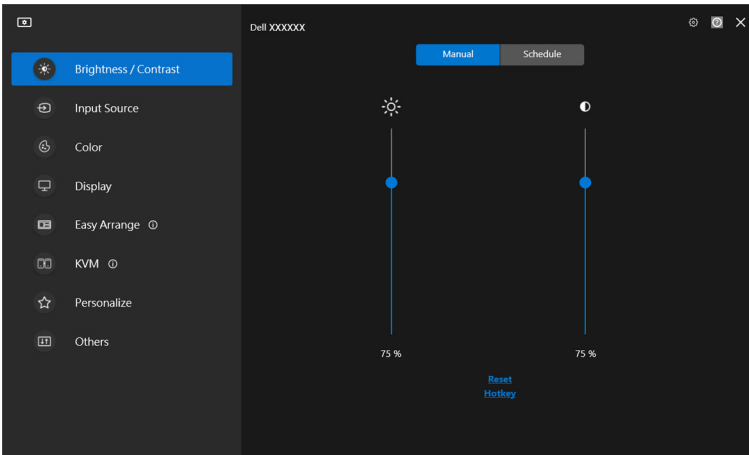 Dell XXXXXX
Manual Schedule
Brightness / Contrast
Input Source
Color
Display
Easy Arrange
KVM
Personalize
Others
75 % 75 %
Reset
Hotkey